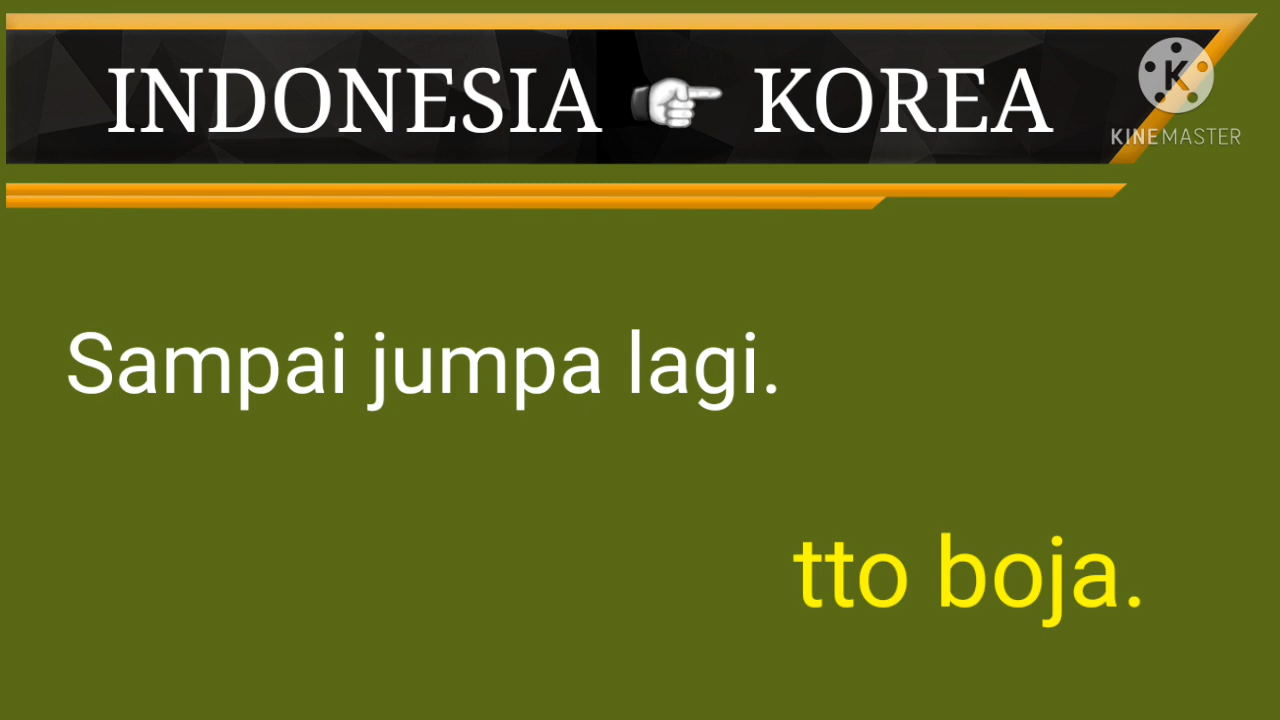 INDONESIA 👉 KOREA
K
KINEMASTER
Sampai jumpa lagi.
tto boja.